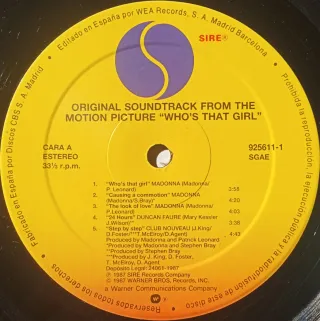 Editado en España por WEA Records, S. A. Madrid Barcelona
Prohibida la reproducción, la ejecución pública y la radiodifusión de este disco
Fabricado en España por Discos CBS, S. A. Madrid
SIRE®
ORIGINAL SOUNDTRACK FROM THE
MOTION PICTURE "WHO'S THAT GIRL"
CARA A
ESTEREO
33⅓ r.p.m.
925611-1
SGAE
1. "Who's that girl" MADONNA (Madonna/
P. Leonard) 3:58
2. "Causing a commotion" MADONNA
(Madonna/S.Bray) 4:20
3. "The look of love" MADONNA (Madonna/
P. Leonard) 4:03
4. "24 Hours" DUNCAN FAURE (Mary Kessler
J.Wilson) 3:38
5. "Step by step" CLUB NOUVEAU (J.King/
D.Foster/ T.McElroy/D.Agent) 4:43
Produced by Madonna and Patrick Leonard
Produced by Madonna and Stephen Bray
Produced by Stephen Bray
Produced by J. King, D. Foster,
T. McElroy, D. Agent
Depósito Legal: 24061-1987
℗ 1987 SIRE Records Company
© 1987 WARNER BROS. RECORDS, INC.
a Warner Communications Company
Reservados todos los derechos